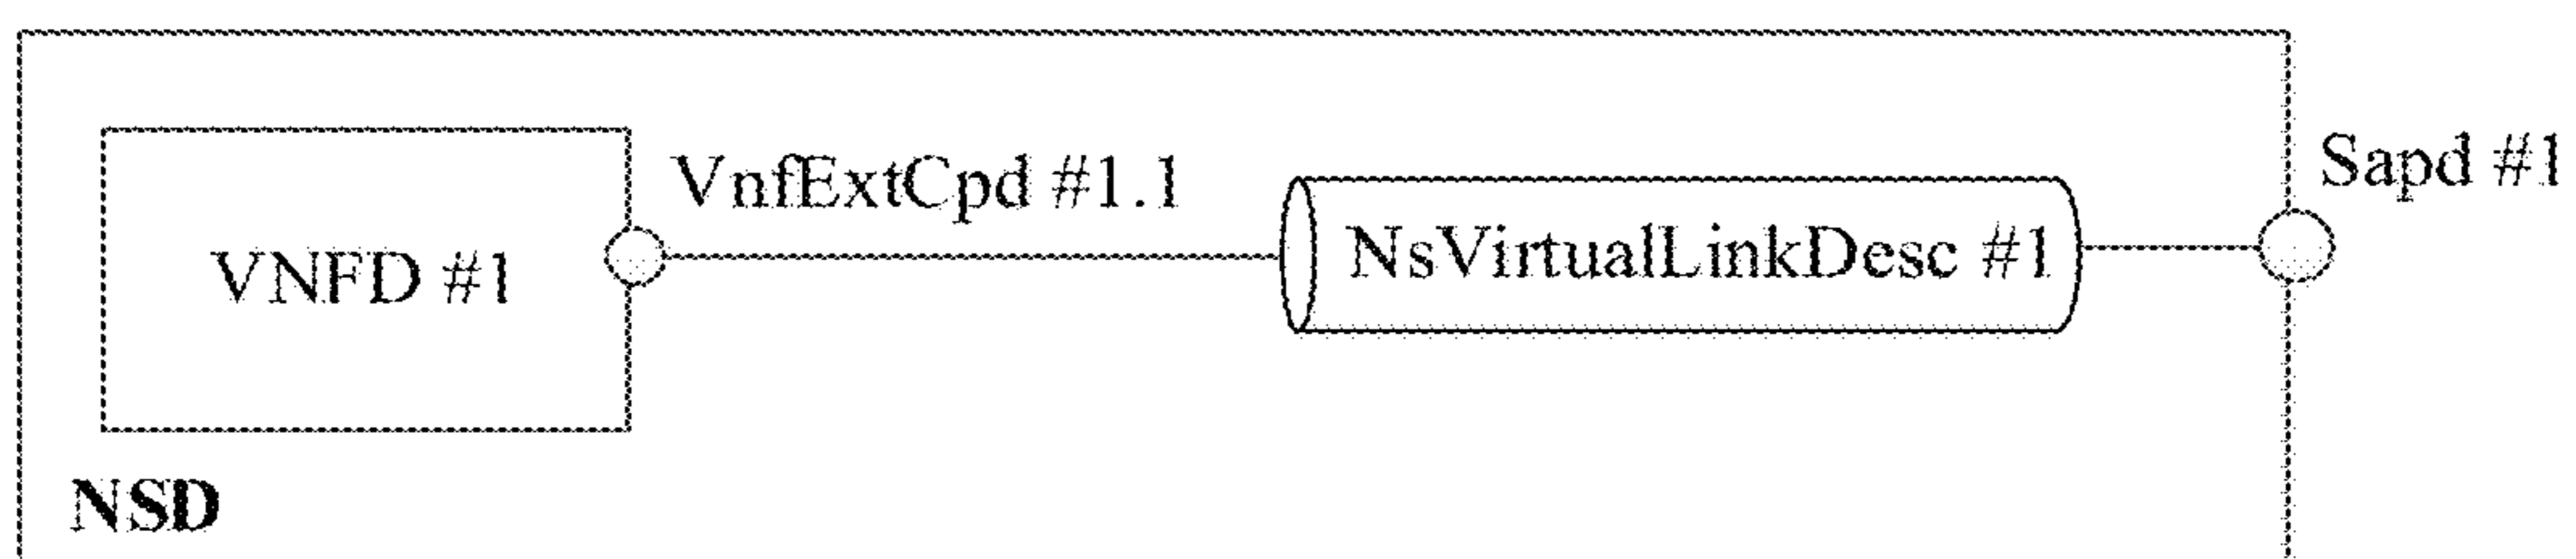 Sapd #1
VnfExtCpd #1.1
NsVirtualLinkDesc #1
VNFD #1
NSD